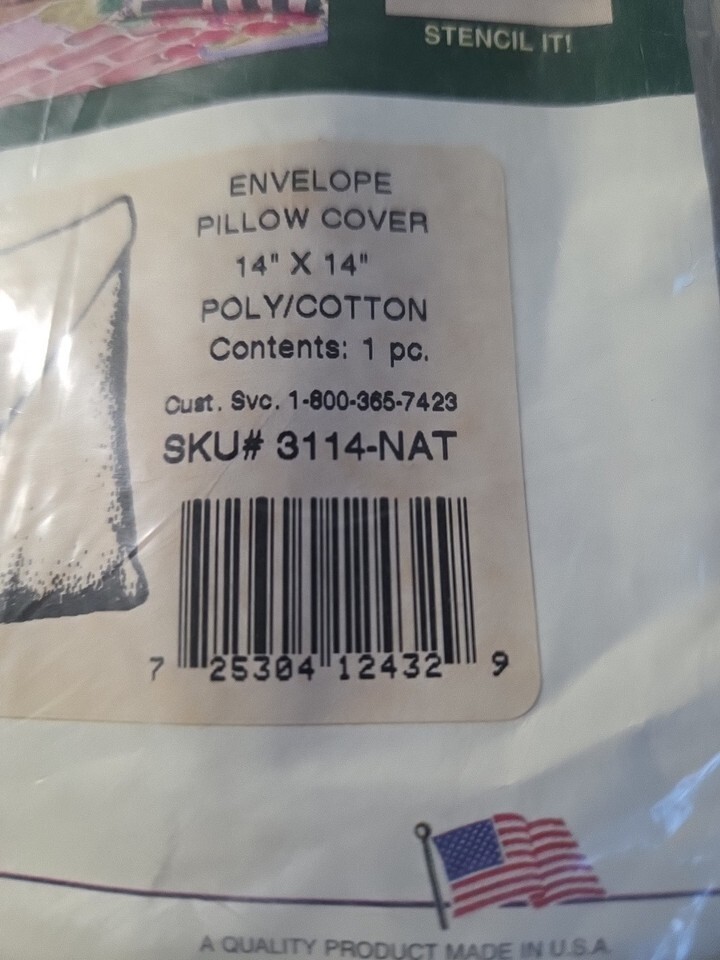 STENCIL IT!
ENVELOPE
PILLOW COVER
14" X 14"
POLY/COTTON
Contents: 1 pc.
Cust. Svc. 1-800-365-7423
SKU# 3114-NAT
7 25304 12432 9
A QUALITY PRODUCT MADE IN U.S.A